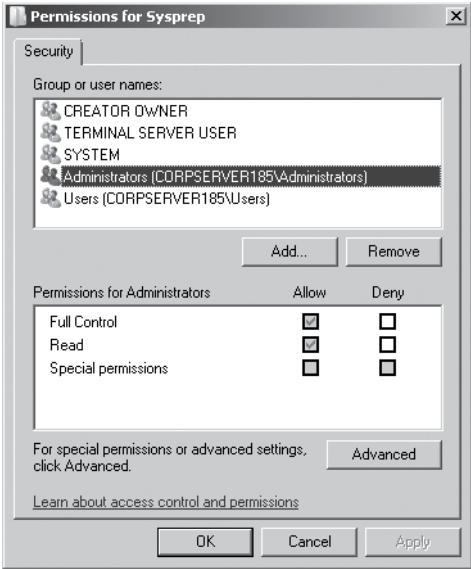 Permissions for Sysprep
Security
Group or user names:
CREATOR OWNER
TERMINAL SERVER USER
SYSTEM
Administrators (CORPSERVER185\Administrators)
Users (CORPSERVER185\Users)
Add... Remove
Permissions for Administrators Allow Deny
Full Control
Read
Special permissions
For special permissions or advanced settings,
click Advanced.
Advanced
Learn about access control and permissions
OK Cancel Apply